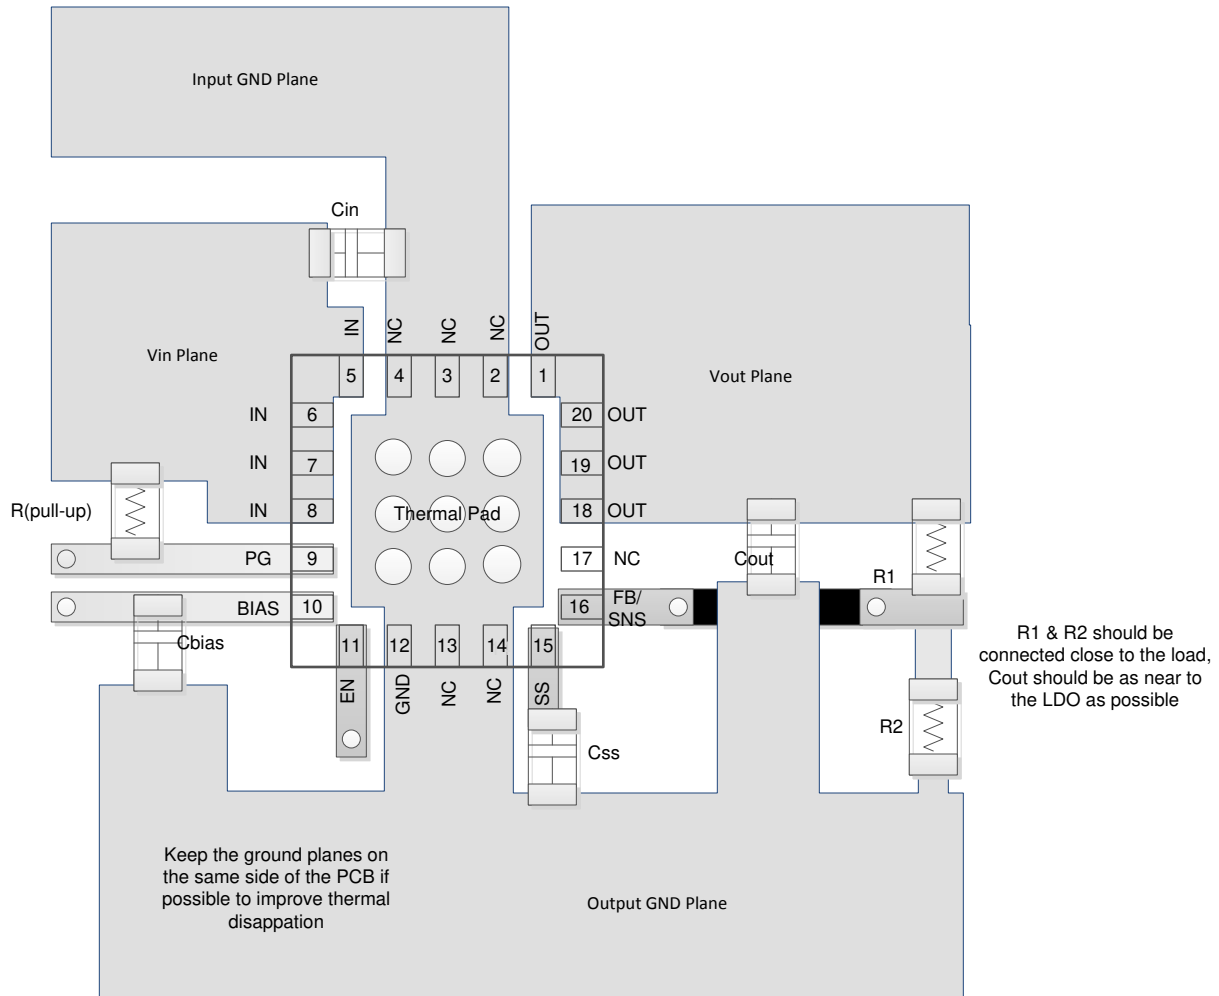 Input GND Plane
Cin
IN
NC
NC
NC
OUT
Vin Plane
Vout Plane
5
4
3
2
1
IN
6
20
OUT
IN
7
19
OUT
R(pull-up)
IN
8
Thermal Pad
18
OUT
PG
9
17
NC
Cout
R1
BIAS
10
16
FB/
SNS
Cbias
11
12
13
14
15
EN
GND
NC
NC
SS
R1 & R2 should be
connected close to the load,
Cout should be as near to
the LDO as possible
R2
Css
Keep the ground planes on
the same side of the PCB if
possible to improve thermal
disappation
Output GND Plane